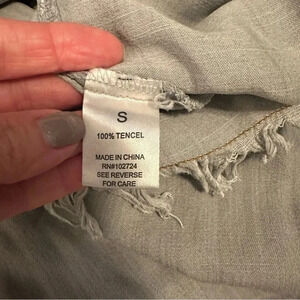 S
100% TENCEL
MADE IN CHINA
RN#102724
SEE REVERSE
FOR CARE